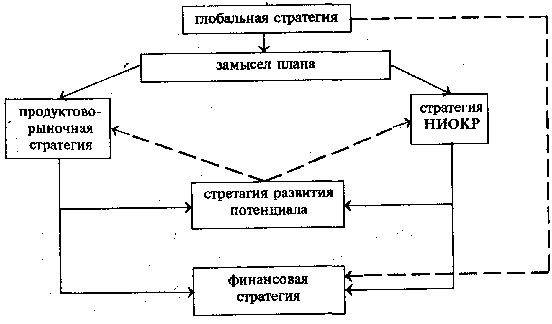 глобальная стратегия
замысел плана
продуктово-
рыночная
стратегия
стратегия
НИОКР
стретагия развития
потенциала
финансовая
стратегия